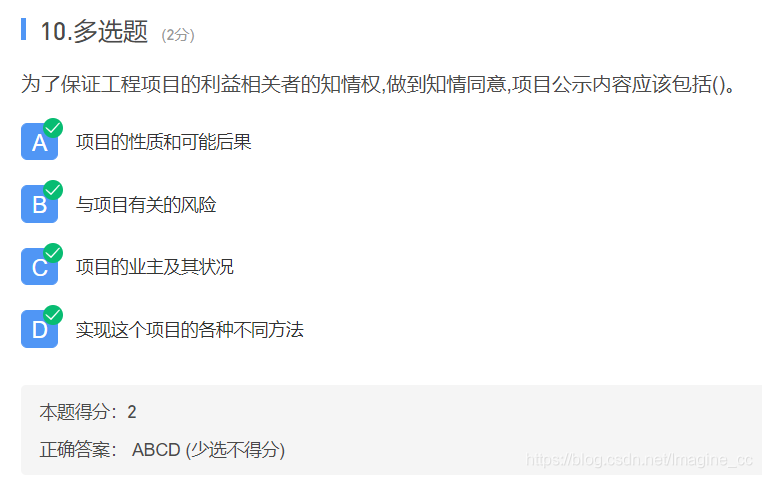 10.多选题 (2分)
为了保证工程项目的利益相关者的知情权,做到知情同意,项目公示内容应该包括()。
A 项目的性质和可能后果
B 与项目有关的风险
C 项目的业主及其状况
D 实现这个项目的各种不同方法
本题得分：2
正确答案： ABCD (少选不得分)
https://blog.csdn.net/Imagine_cc